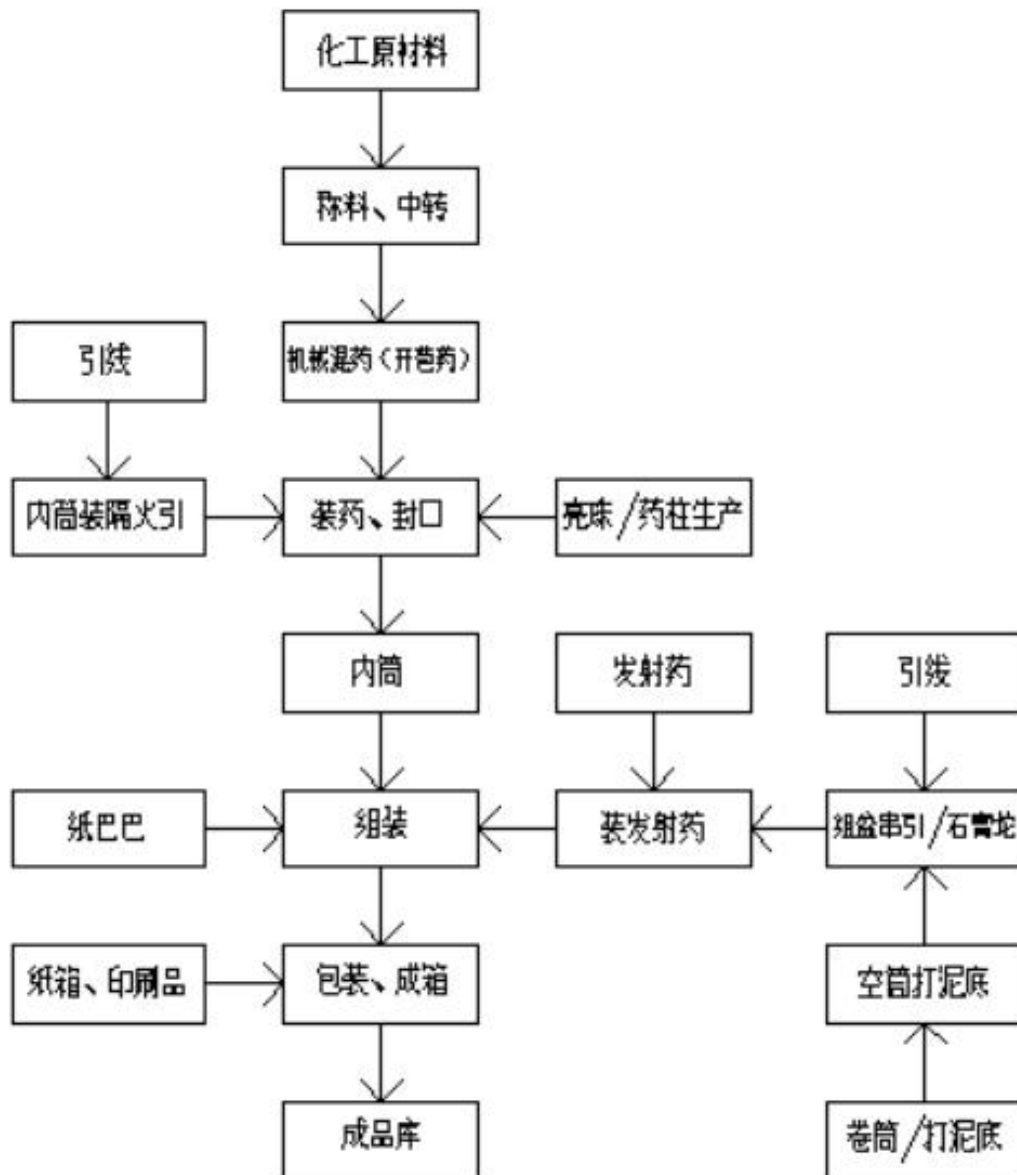 化工原材料
称料、中转
引线
机械混药（开苞药）
内筒装隔火引
装药、封口
亮珠/药柱生产
内筒
发射药
引线
纸巴巴
组装
装发射药
组盆串引/石膏坨
纸箱、印刷品
包装、成箱
空筒打泥底
成品库
卷筒/打泥底